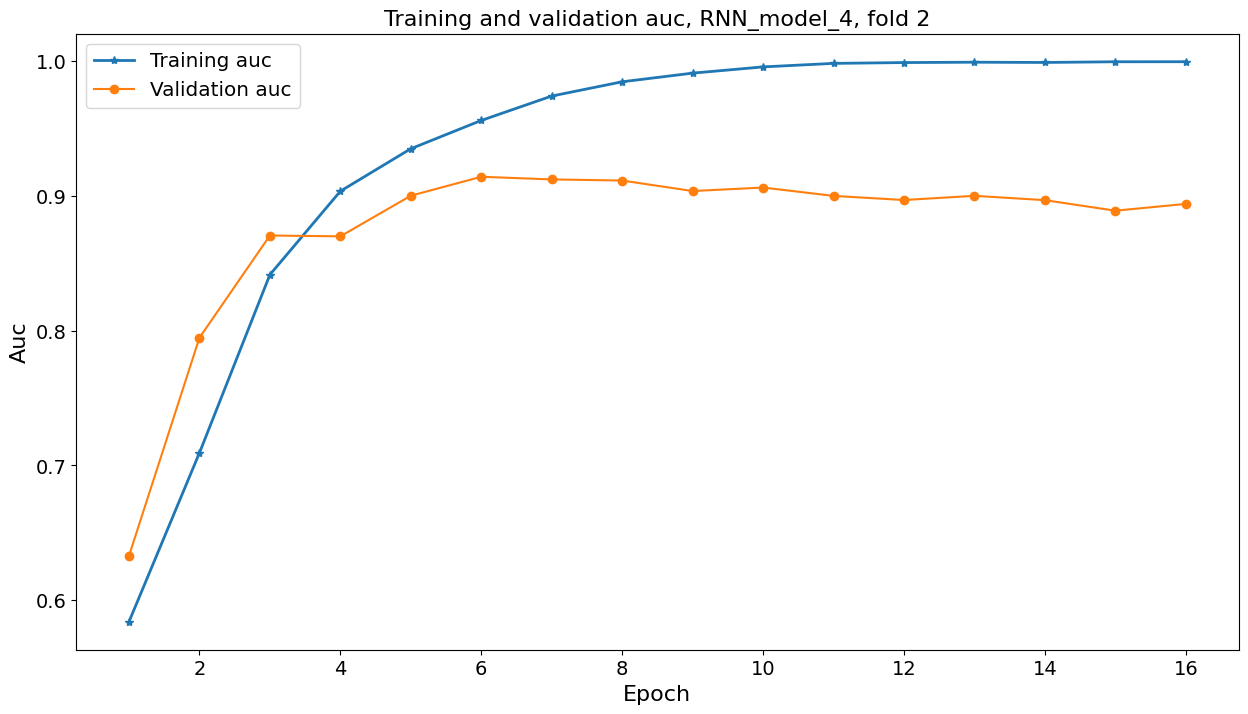 Training and validation auc, RNN_model_4, fold 2
Training auc
Validation auc
1.0
0.9
0.8
0.7
0.6
Auc
2 4 6 8 10 12 14 16
Epoch